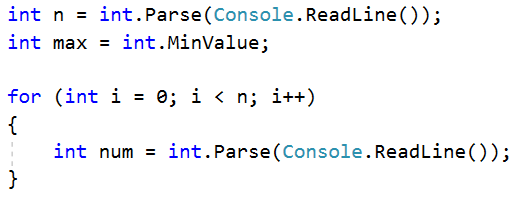 int n = int.Parse(Console.ReadLine());
int max = int.MinValue;
for (int i = 0; i < n; i++)
{
    int num = int.Parse(Console.ReadLine());
}